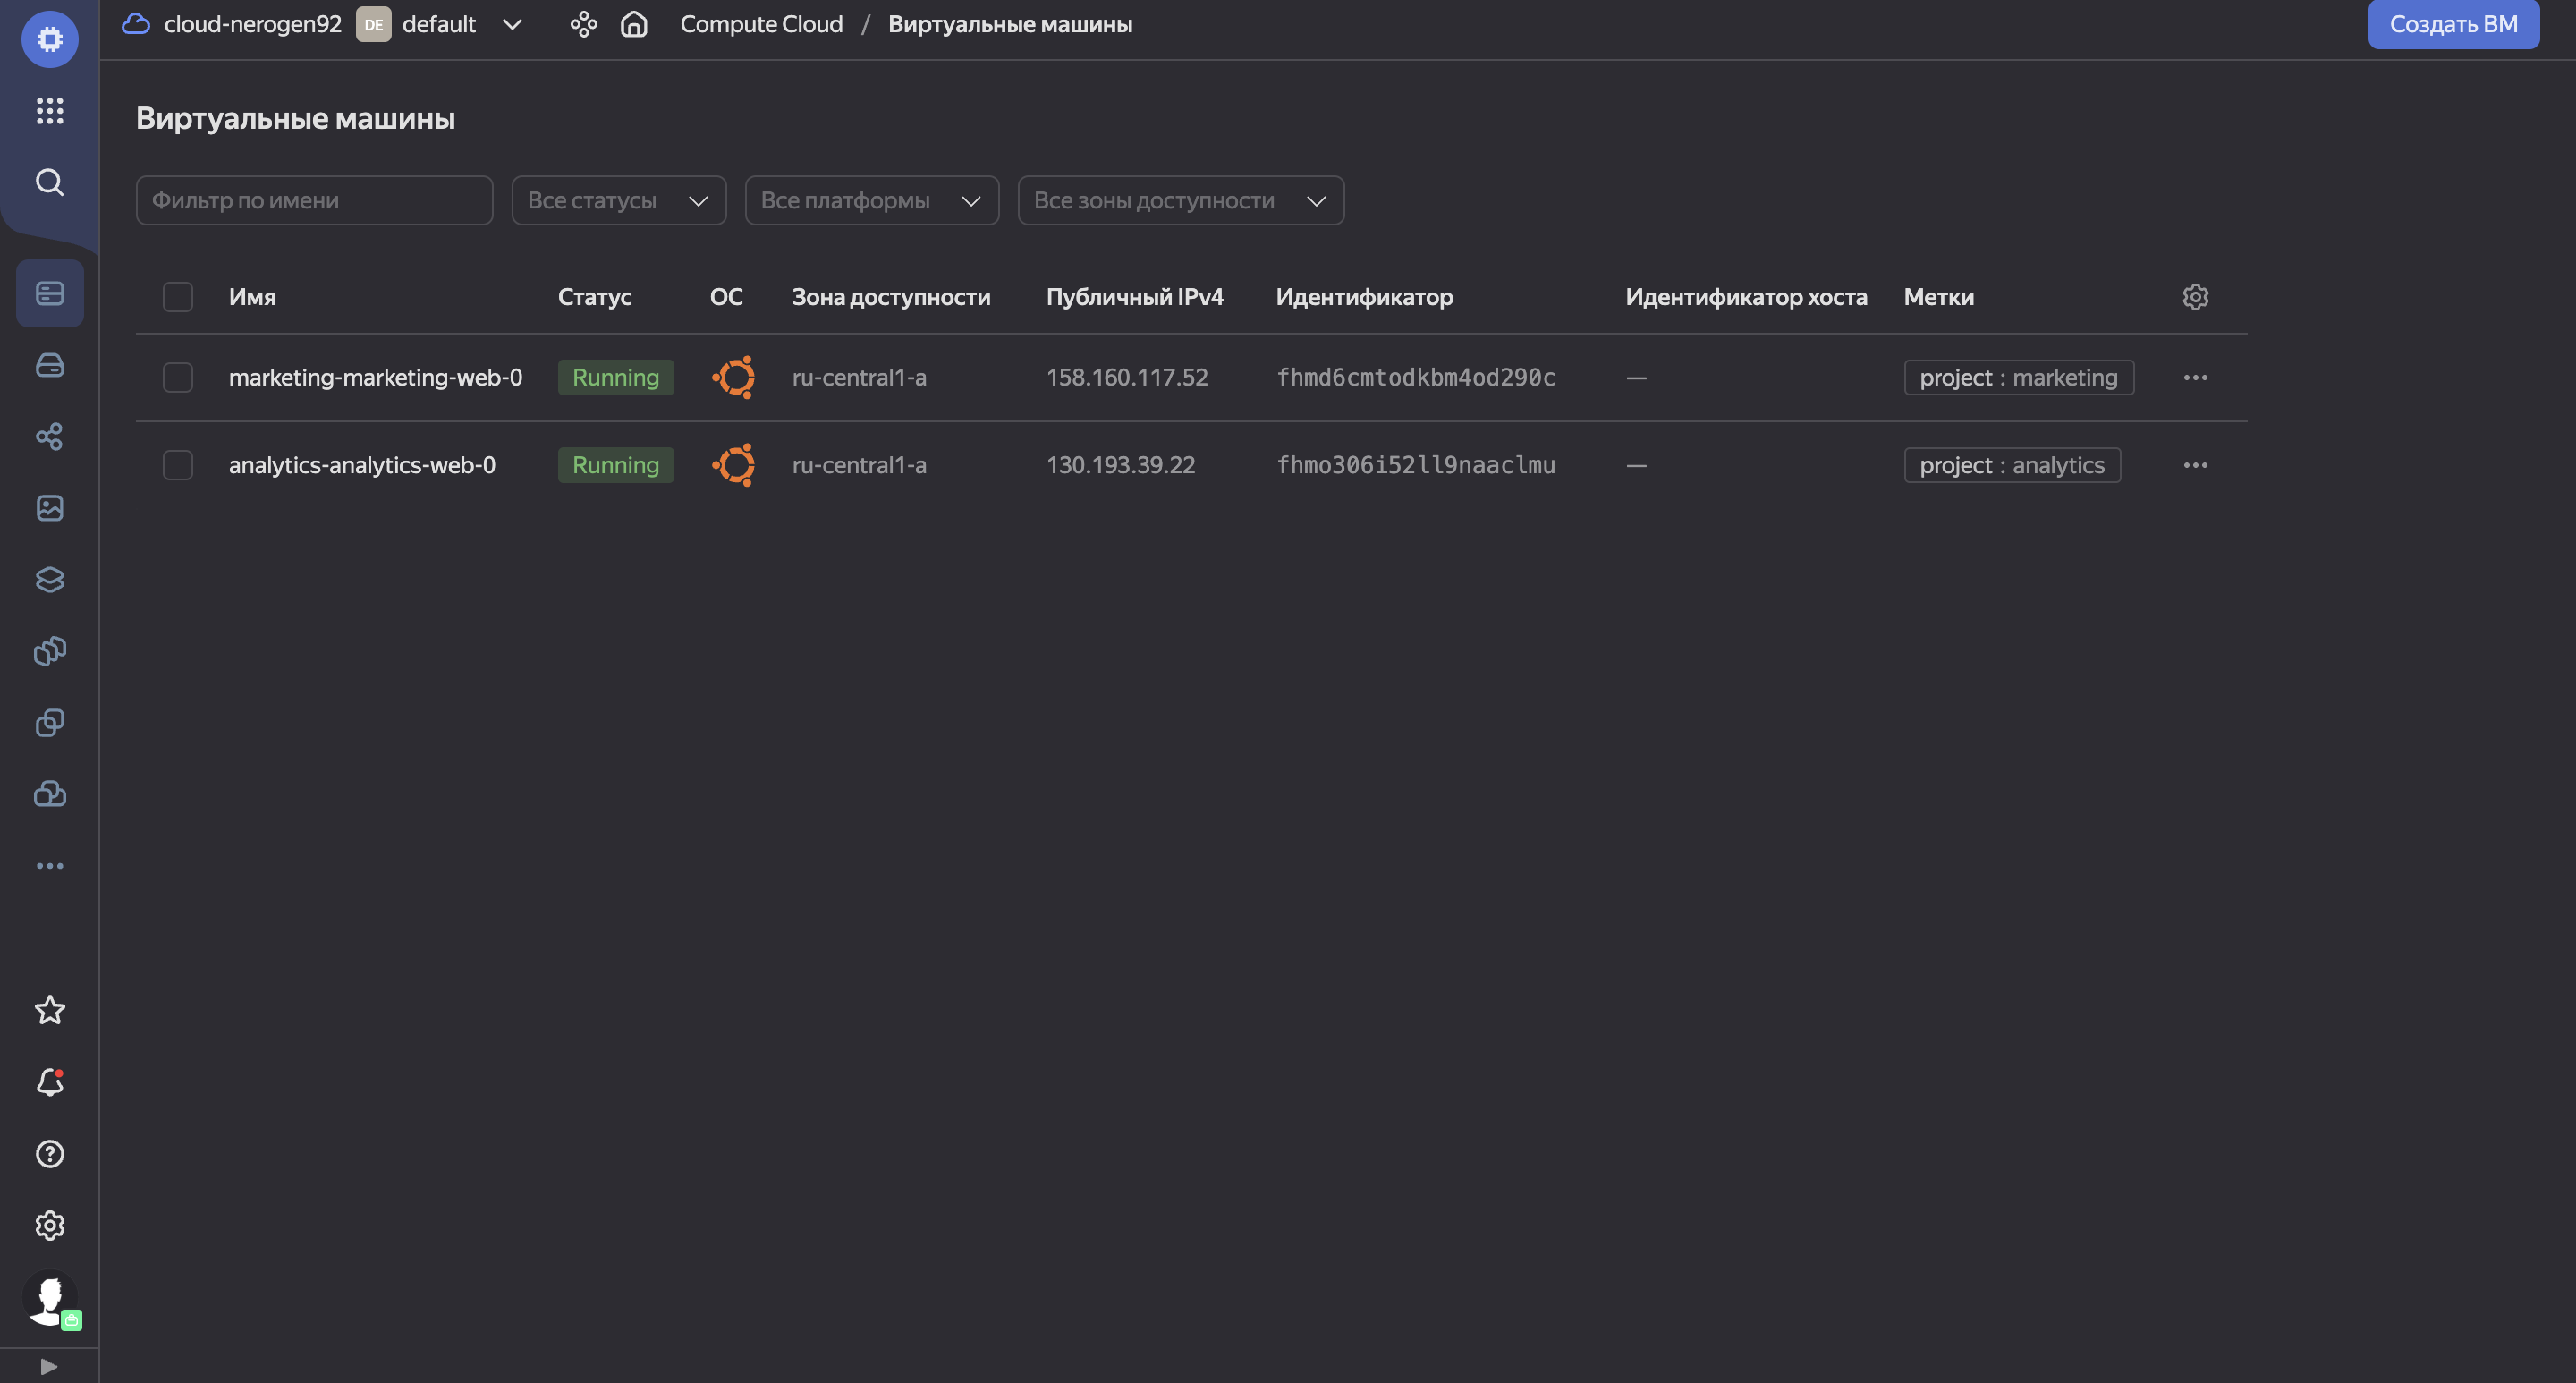 cloud-nerogen92 DE default Compute Cloud / Виртуальные машины Создать ВМ
Виртуальные машины
Фильтр по имени Все статусы Все платформы Все зоны доступности
Имя Статус ОС Зона доступности Публичный IPv4 Идентификатор Идентификатор хоста Метки
marketing-marketing-web-0 Running ru-central1-a 158.160.117.52 fhmd6cmtodkbm4od290c — project : marketing
analytics-analytics-web-0 Running ru-central1-a 130.193.39.22 fhmo306i52ll9naaclmu — project : analytics